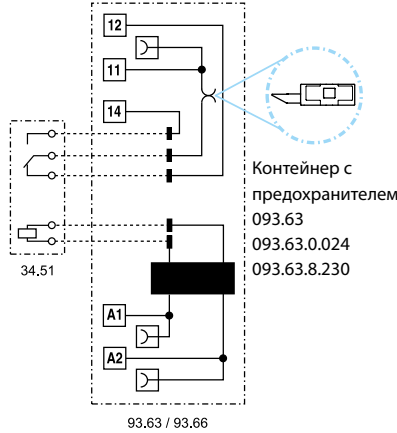 12
11
14
Контейнер с
предохранителем
093.63
093.63.0.024
093.63.8.230
34.51
A1
A2
93.63 / 93.66